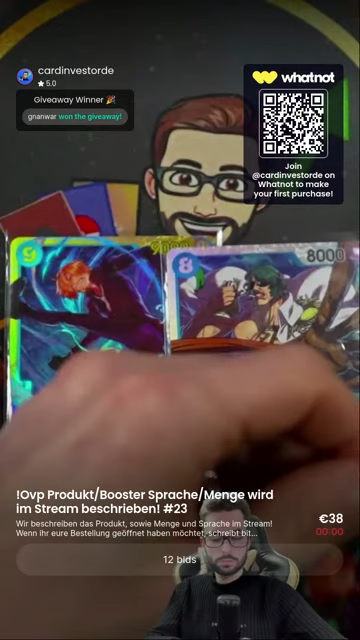 cardinvestorde
★ 5.0
Giveaway Winner 🎉
gnanwar won the giveaway!
whatnot
Join
@cardinvestorde on
Whatnot to make
your first purchase!
9
8
8000
!Ovp Produkt/Booster Sprache/Menge wird
im Stream beschrieben! #23
Wir beschreiben das Produkt, sowie Menge und Sprache im Stream!
Wenn ihr eure Bestellung geöffnet haben möchtet, schreibt bit...
€38
00:00
12 bids